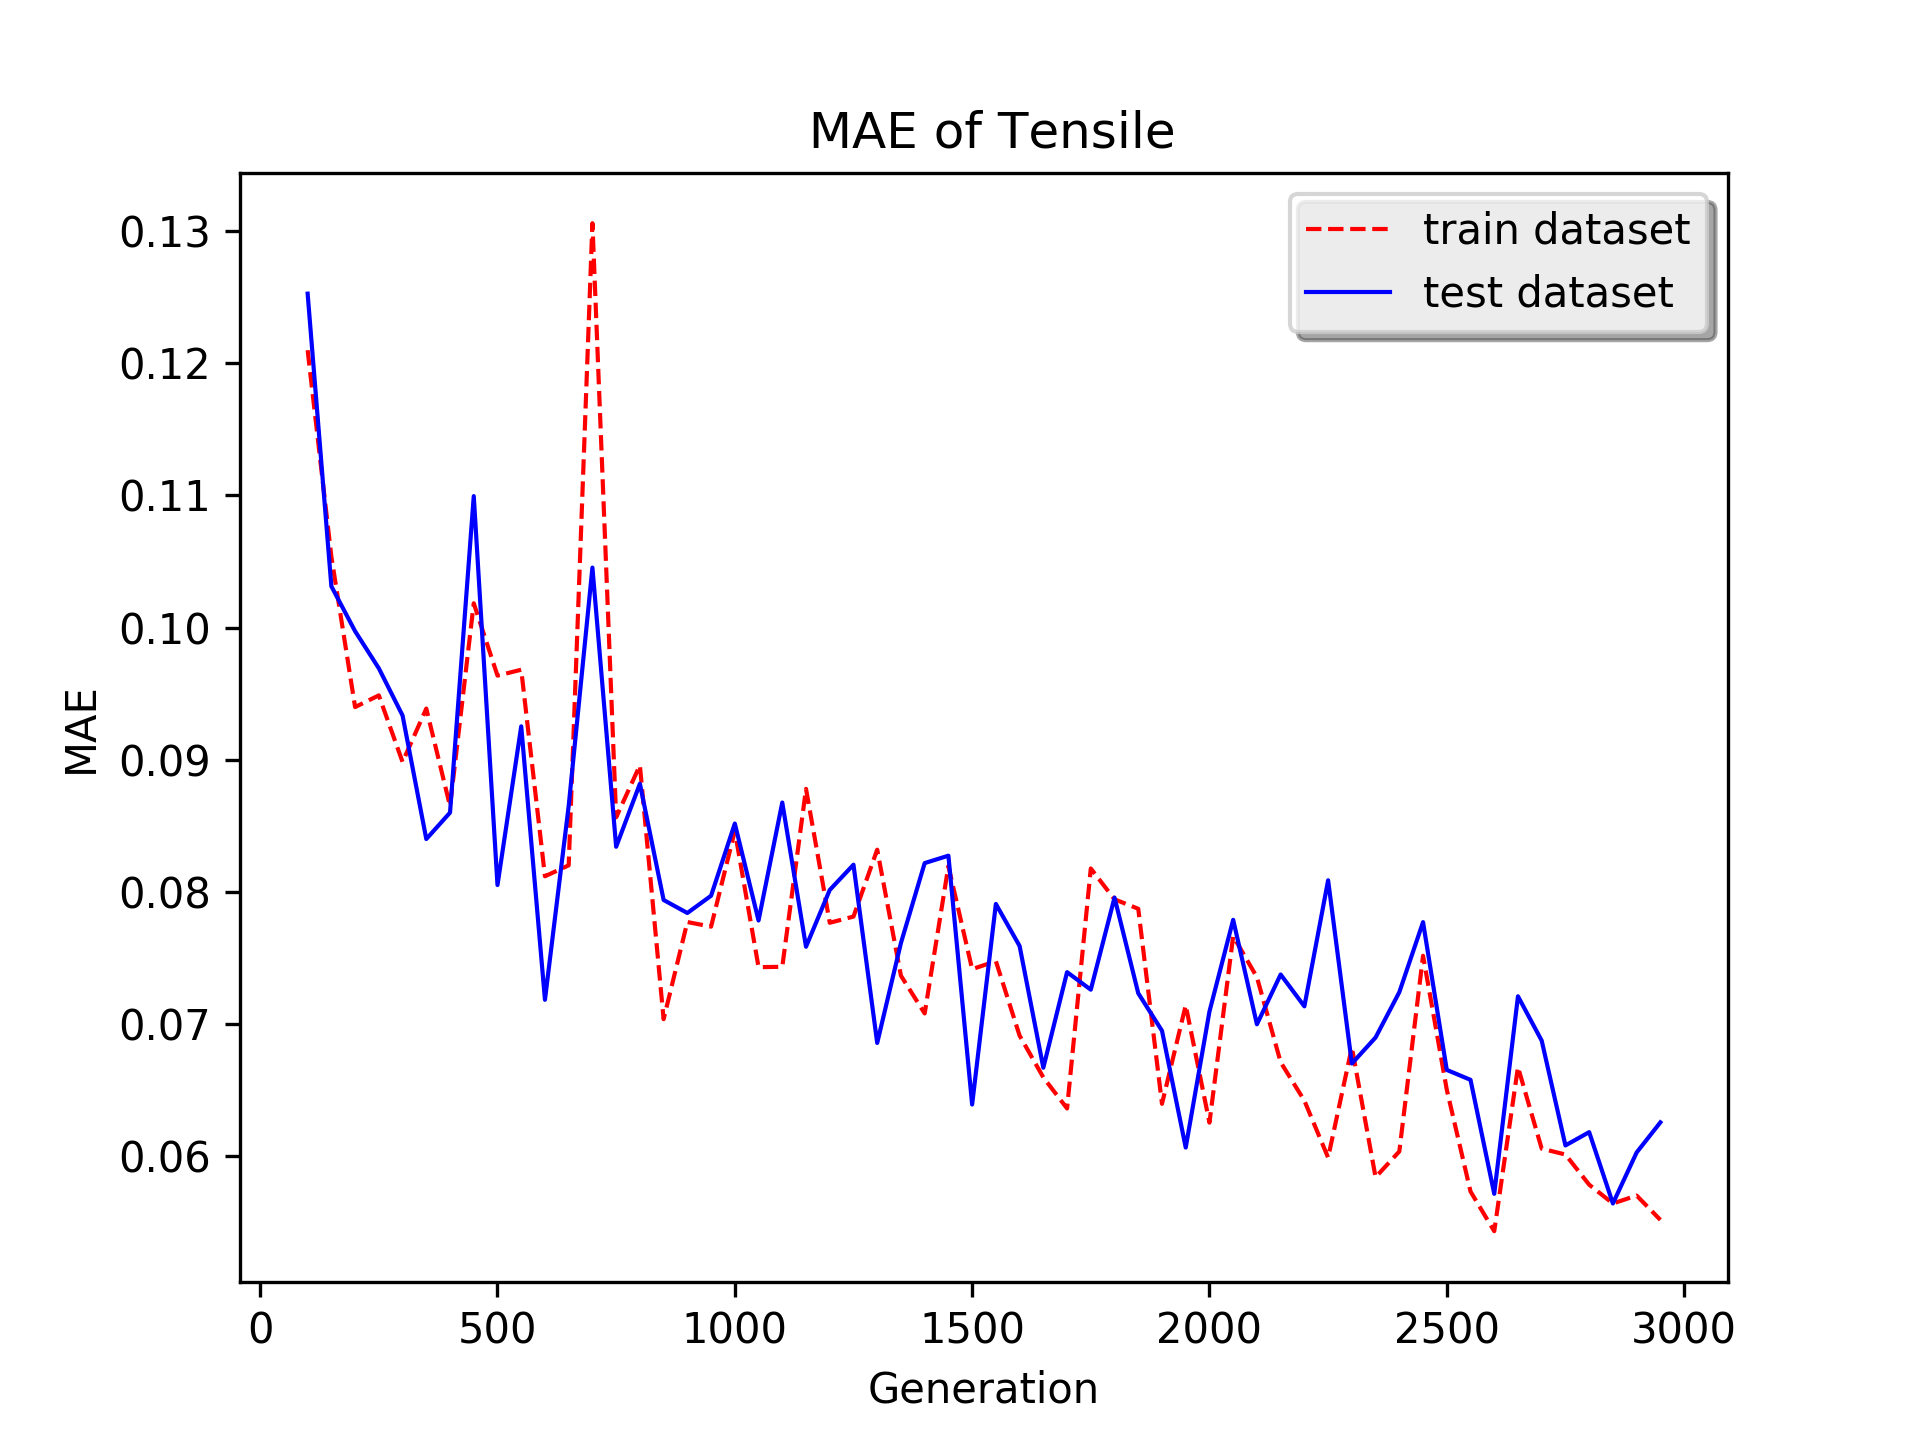 MAE of Tensile
train dataset
test dataset
0.13
0.12
0.11
0.10
0.09
0.08
0.07
0.06
MAE
0 500 1000 1500 2000 2500 3000
Generation